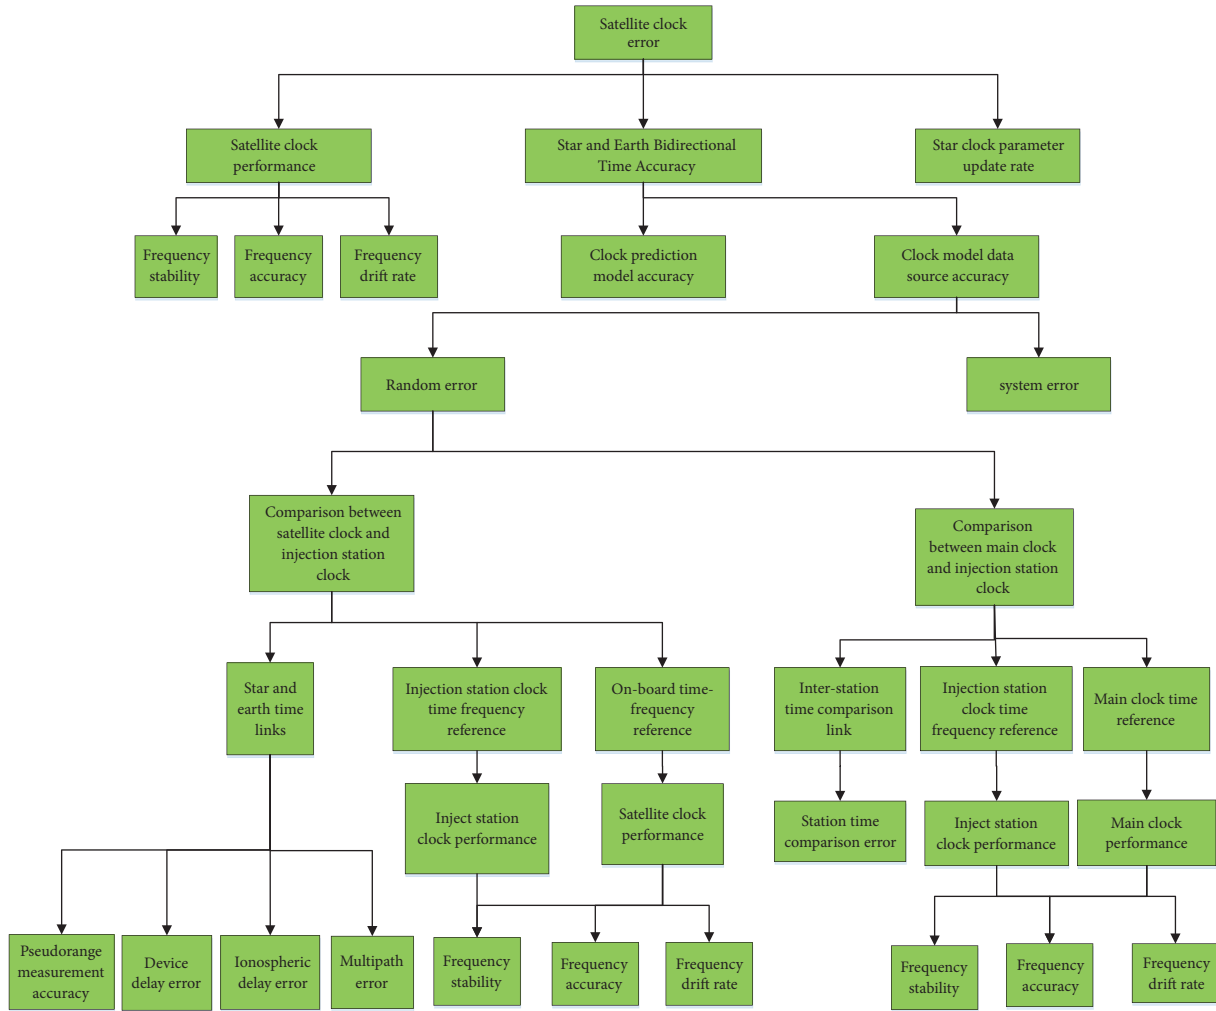 Satellite clock
error
Satellite clock
performance
Star and Earth Bidirectional
Time Accuracy
Star clock parameter
update rate
Frequency
stability
Frequency
accuracy
Frequency
drift rate
Clock prediction
model accuracy
Clock model data
source accuracy
Random error
system error
Comparison between
satellite clock and
injection station
clock
Comparison
between main clock
and injection station
clock
Star and
earth time
links
Injection station clock
time frequency
reference
On-board time-
frequency
reference
Inter-station
time comparison
link
Injection station
clock time
frequency reference
Main clock time
reference
Inject station
clock performance
Satellite clock
performance
Station time
comparison error
Inject station
clock performance
Main clock
performance
Pseudorange
measurement
accuracy
Device
delay error
Ionospheric
delay error
Multipath
error
Frequency
stability
Frequency
accuracy
Frequency
drift rate
Frequency
stability
Frequency
accuracy
Frequency
drift rate